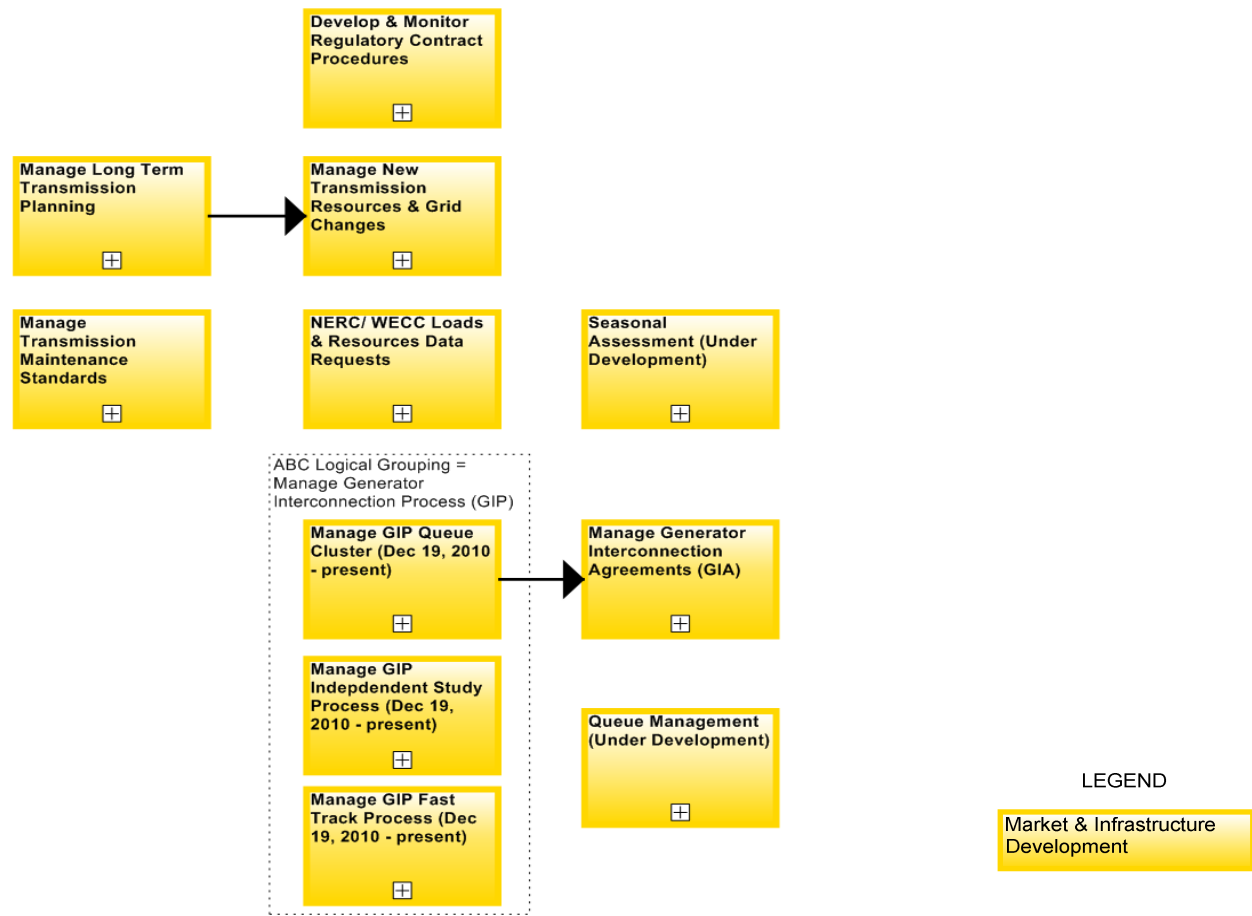 Develop & Monitor
Regulatory Contract
Procedures
Manage Long Term
Transmission
Planning
Manage New
Transmission
Resources & Grid
Changes
Manage
Transmission
Maintenance
Standards
NERC/ WECC Loads
& Resources Data
Requests
Seasonal
Assessment (Under
Development)
ABC Logical Grouping =
Manage Generator
Interconnection Process (GIP)
Manage GIP Queue
Cluster (Dec 19, 2010
- present)
Manage Generator
Interconnection
Agreements (GIA)
Manage GIP
Indepdendent Study
Process (Dec 19,
2010 - present)
Queue Management
(Under Development)
Manage GIP Fast
Track Process (Dec
19, 2010 - present)
LEGEND
Market & Infrastructure
Development